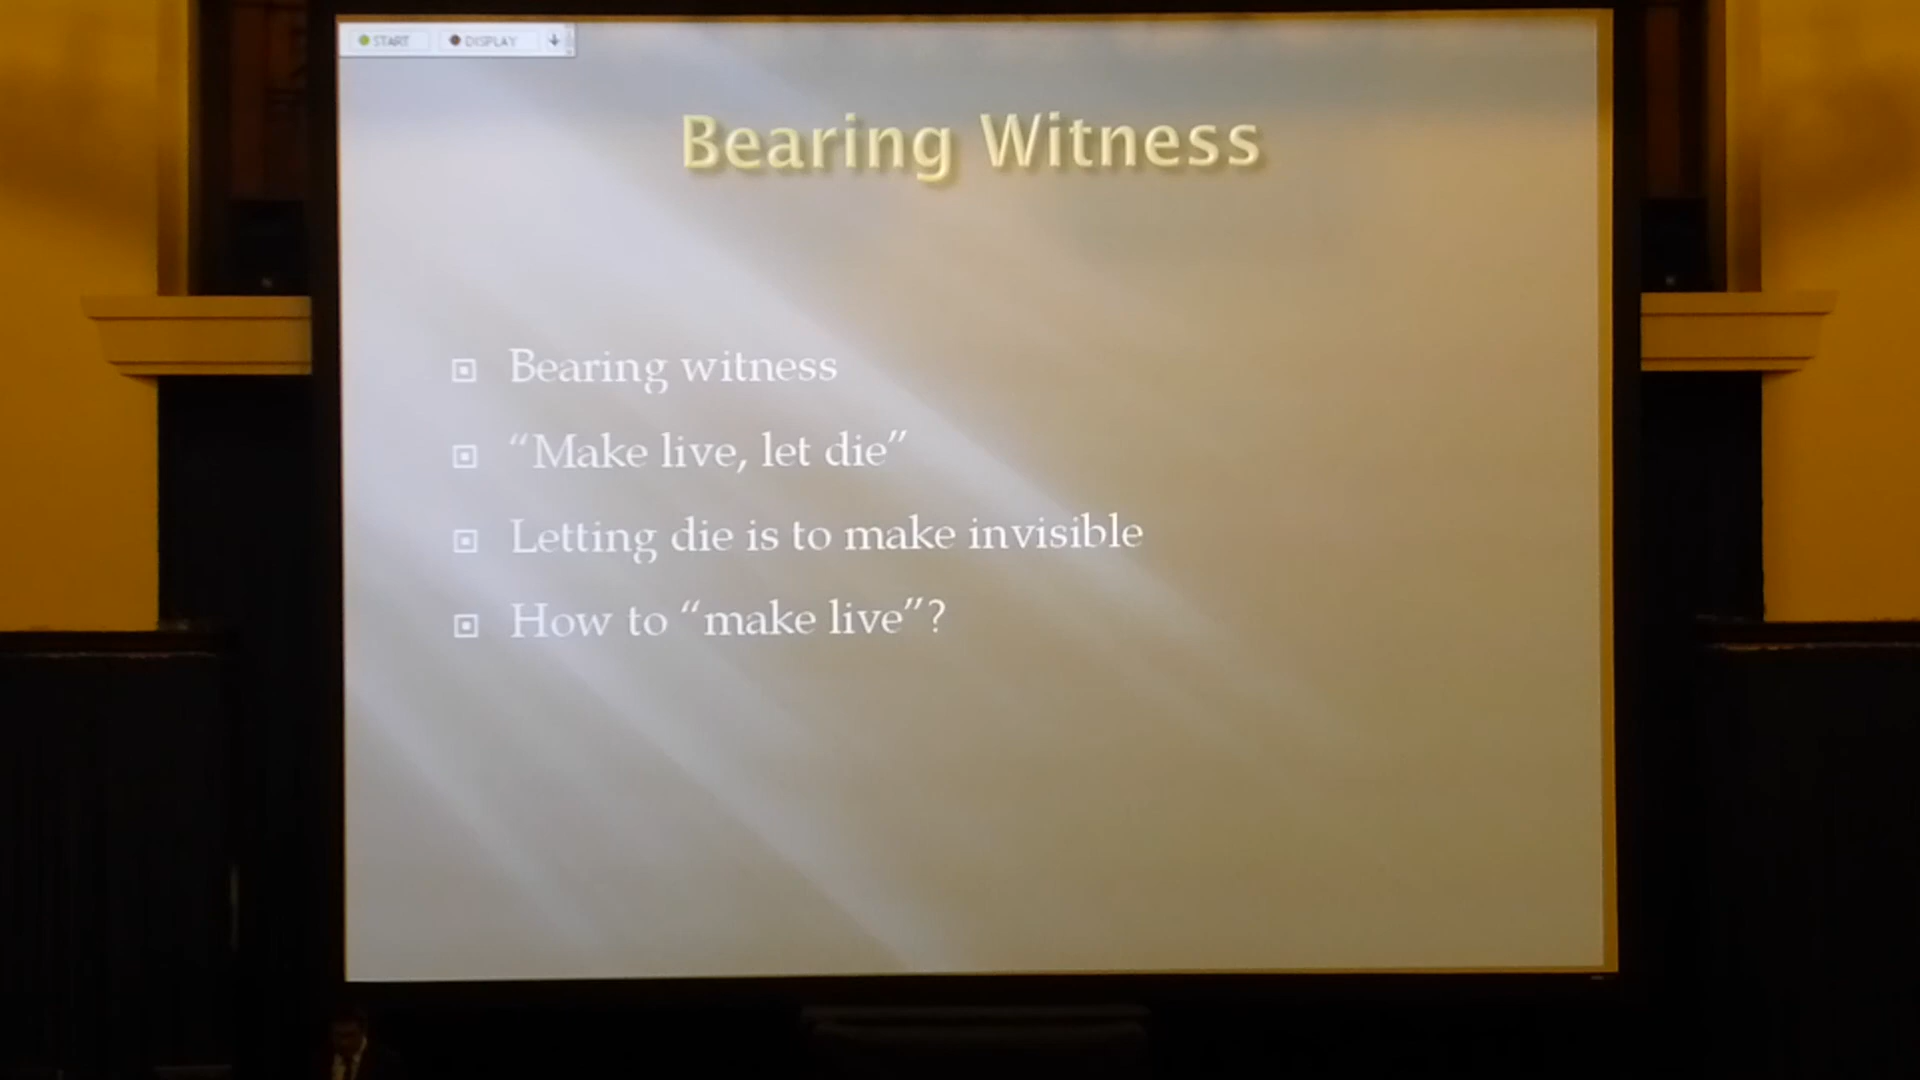 START DISPLAY
Bearing Witness
Bearing witness
“Make live, let die”
Letting die is to make invisible
How to “make live”?